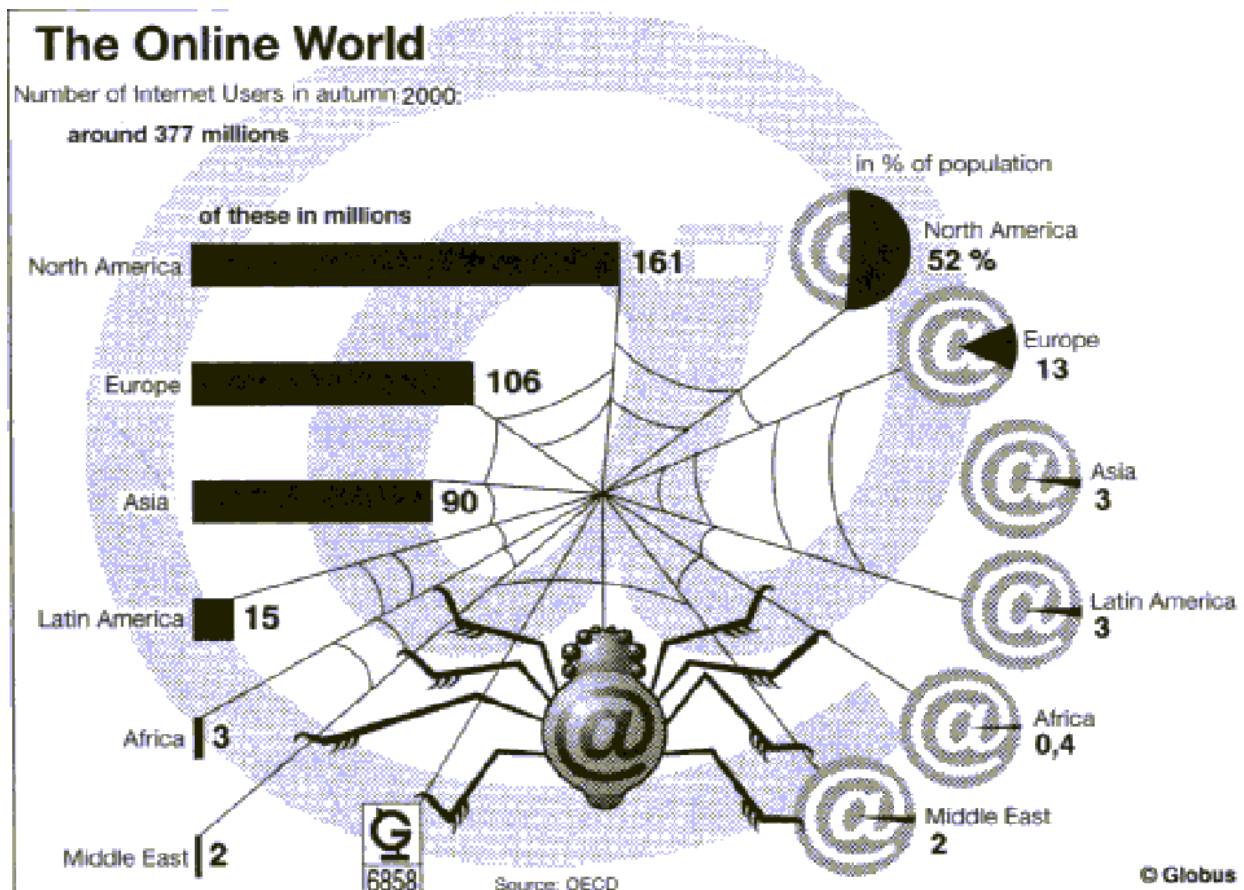 The Online World
Number of Internet Users in autumn 2000:
around 377 millions
of these in millions
North America 161
Europe 106
Asia 90
Latin America 15
Africa 3
Middle East 2
in % of population
North America
52 %
Europe
13
Asia
3
Latin America
3
Africa
0,4
Middle East
2
@
@
@
@
@
@
G
6858
Source: OECD
© Globus